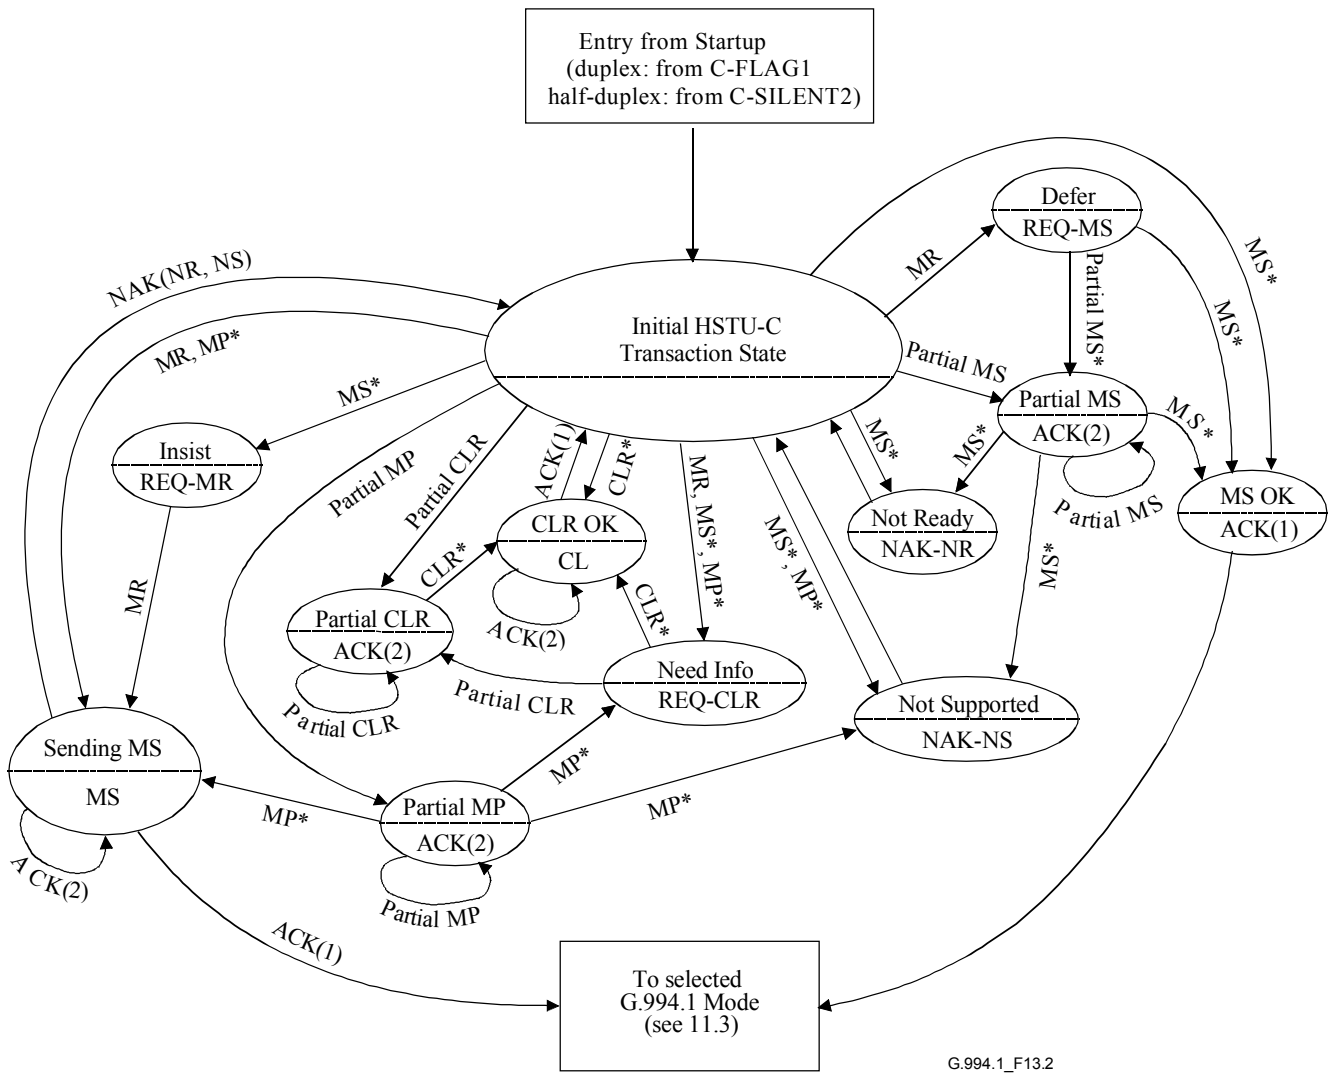 Entry from Startup
(duplex: from C-FLAG1
half-duplex: from C-SILENT2)
Defer
REQ-MS
MS*
NAK(NR, NS)
MR
Partial MS*
MS*
MR, MP*
Initial HSTU-C
Transaction State
Partial MS
MS*
Partial MS
ACK(2)
MS*
Insist
REQ-MR
Partial MP
Partial CLR
ACK(1)
CLR*
MR, MS*, MP*
MS*
MS*
Partial MS
MS OK
ACK(1)
CLR OK
CL
Not Ready
NAK-NR
MS*, MP*
MS*
MR
CLR*
ACK(2)
CLR*
Partial CLR
ACK(2)
Partial CLR
Partial CLR
Need Info
REQ-CLR
Not Supported
NAK-NS
Sending MS
MS
MP*
MP*
MP*
Partial MP
ACK(2)
Partial MP
ACK(2)
ACK(1)
To selected
G.994.1 Mode
(see 11.3)
G.994.1_F13.2